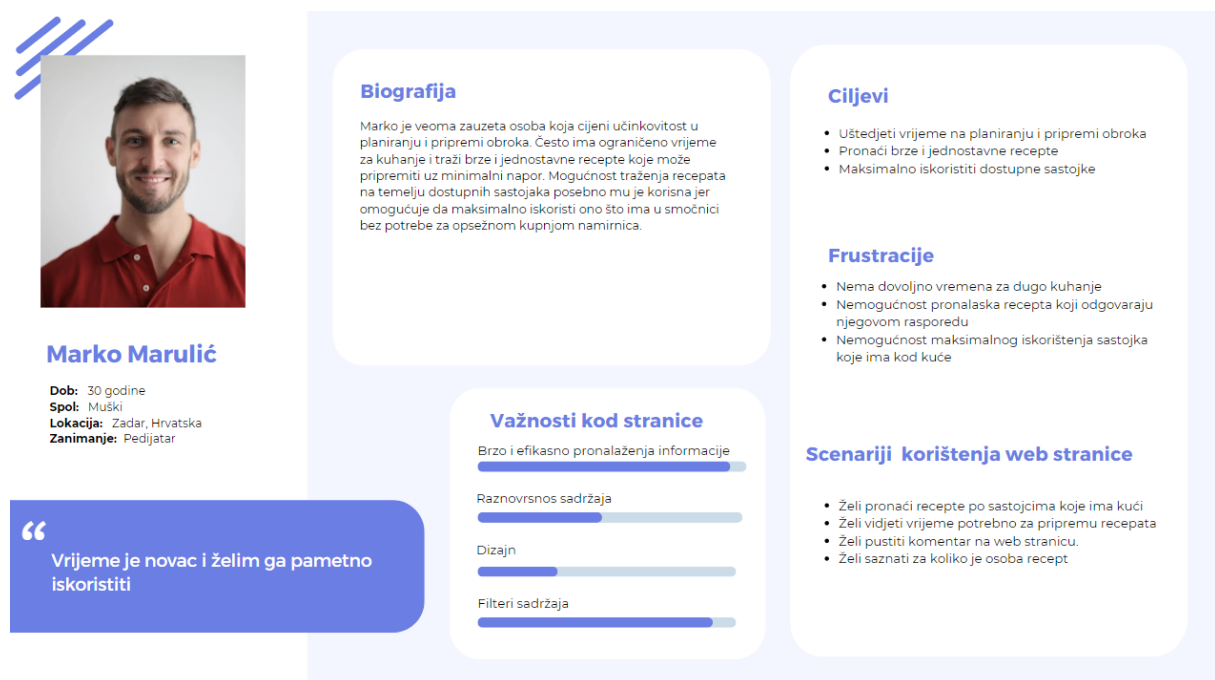 Marko Marulić
Dob: 30 godine
Spol: Muški
Lokacija: Zadar, Hrvatska
Zanimanje: Pedijatar
“
Vrijeme je novac i želim ga pametno
iskoristiti
Biografija
Marko je veoma zauzeta osoba koja cijeni učinkovitost u
planiranju i pripremi obroka. Često ima ograničeno vrijeme
za kuhanje i traži brze i jednostavne recepte koje može
pripremiti uz minimalni napor. Mogućnost traženja recepata
na temelju dostupnih sastojaka posebno mu je korisna jer
omogućuje da maksimalno iskoristi ono što ima u smočnici
bez potrebe za opsežnom kupnjom namirnica.
Važnosti kod stranice
Brzo i efikasno pronalaženja informacije
Raznovrsnos sadržaja
Dizajn
Filteri sadržaja
Ciljevi
• Uštedjeti vrijeme na planiranju i pripremi obroka
• Pronaći brze i jednostavne recepte
• Maksimalno iskoristiti dostupne sastojke
Frustracije
• Nema dovoljno vremena za dugo kuhanje
• Nemogućnost pronalaska recepta koji odgovaraju
njegovom rasporedu
• Nemogućnost maksimalnog iskorištenja sastojka
koje ima kod kuće
Scenariji korištenja web stranice
• Želi pronaći recepte po sastojcima koje ima kući
• Želi vidjeti vrijeme potrebno za pripremu recepata
• Želi pustiti komentar na web stranicu.
• Želi saznati za koliko je osoba recept